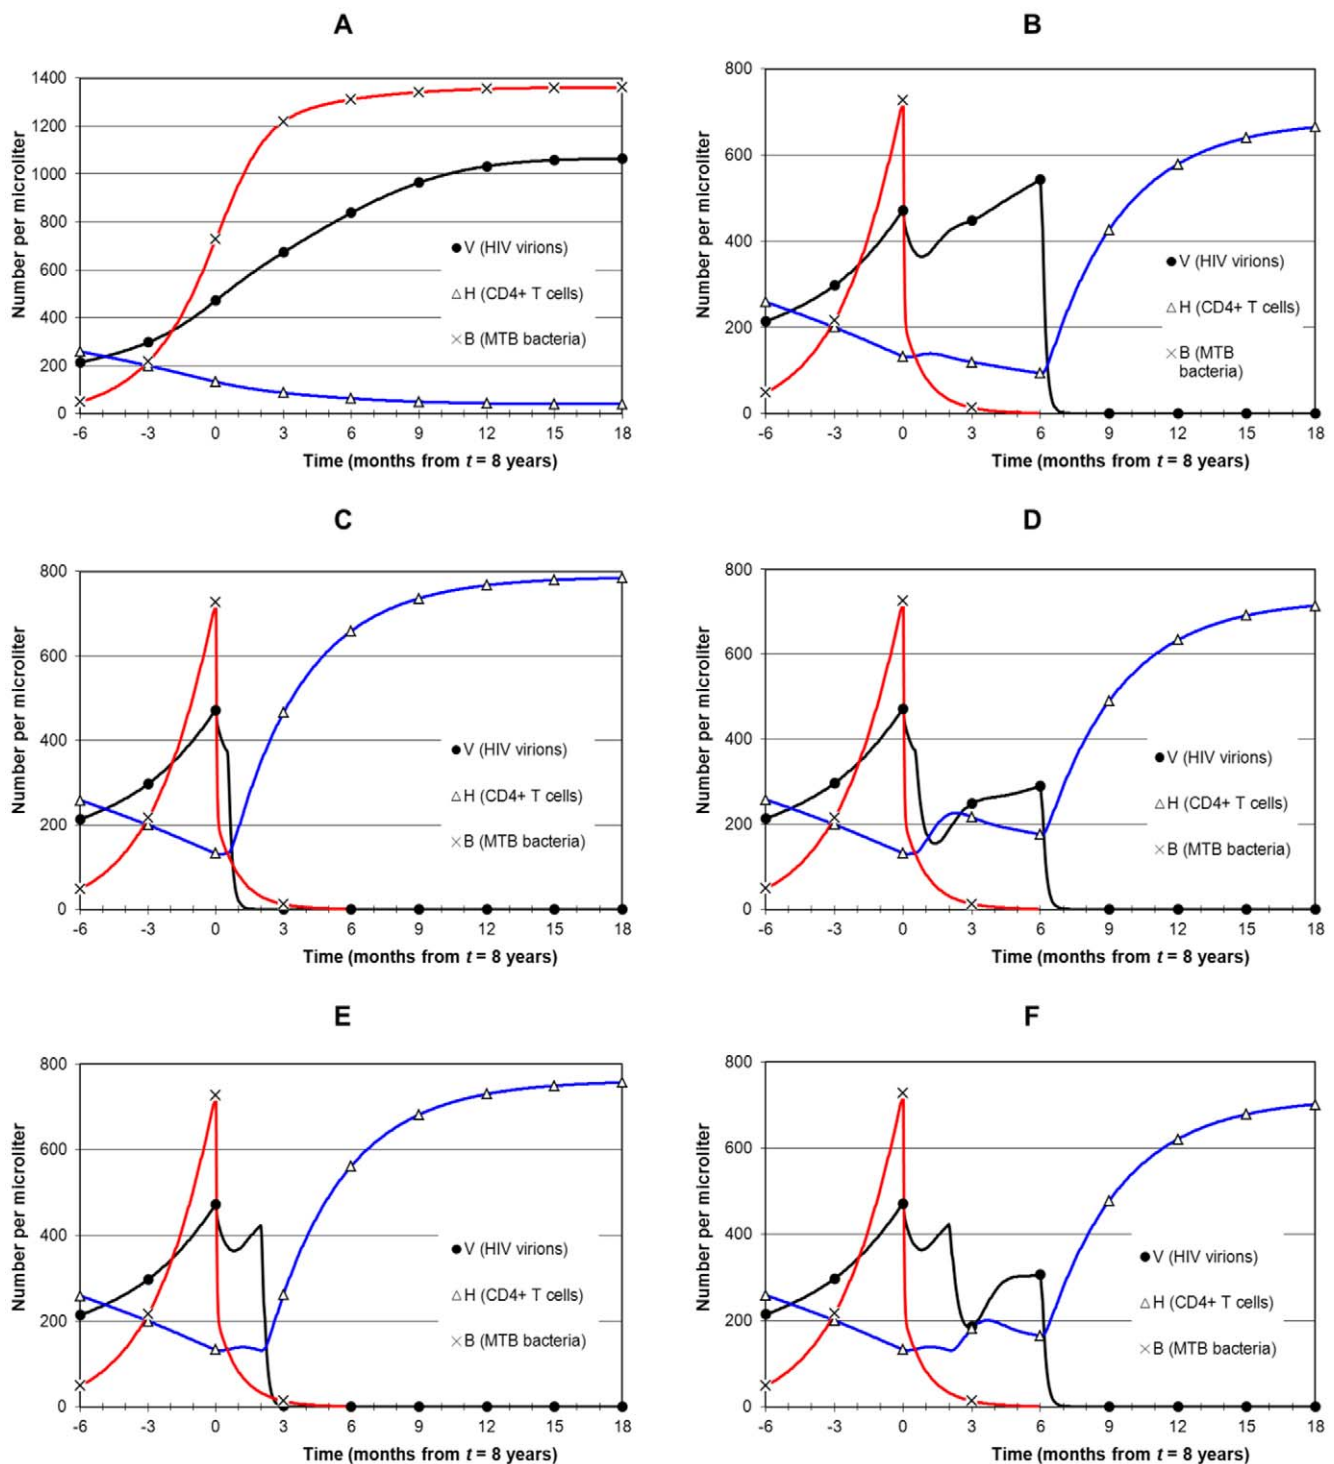 A
Number per microliter
1400
1200
1000
800
600
400
200
0
-6 -3 0 3 6 9 12 15 18
Time (months from t = 8 years)
V (HIV virions)
H (CD4+ T cells)
B (MTB bacteria)
B
Number per microliter
800
600
400
200
0
-6 -3 0 3 6 9 12 15 18
Time (months from t = 8 years)
V (HIV virions)
H (CD4+ T cells)
B (MTB
bacteria)
C
Number per microliter
800
600
400
200
0
-6 -3 0 3 6 9 12 15 18
Time (months from t = 8 years)
V (HIV virions)
H (CD4+ T cells)
B (MTB bacteria)
D
Number per microliter
800
600
400
200
0
-6 -3 0 3 6 9 12 15 18
Time (months from t = 8 years)
V (HIV virions)
H (CD4+ T cells)
B (MTB bacteria)
E
Number per microliter
800
600
400
200
0
-6 -3 0 3 6 9 12 15 18
Time (months from t = 8 years)
V (HIV virions)
H (CD4+ T cells)
B (MTB bacteria)
F
Number per microliter
800
600
400
200
0
-6 -3 0 3 6 9 12 15 18
Time (months from t = 8 years)
V (HIV virions)
H (CD4+ T cells)
B (MTB bacteria)